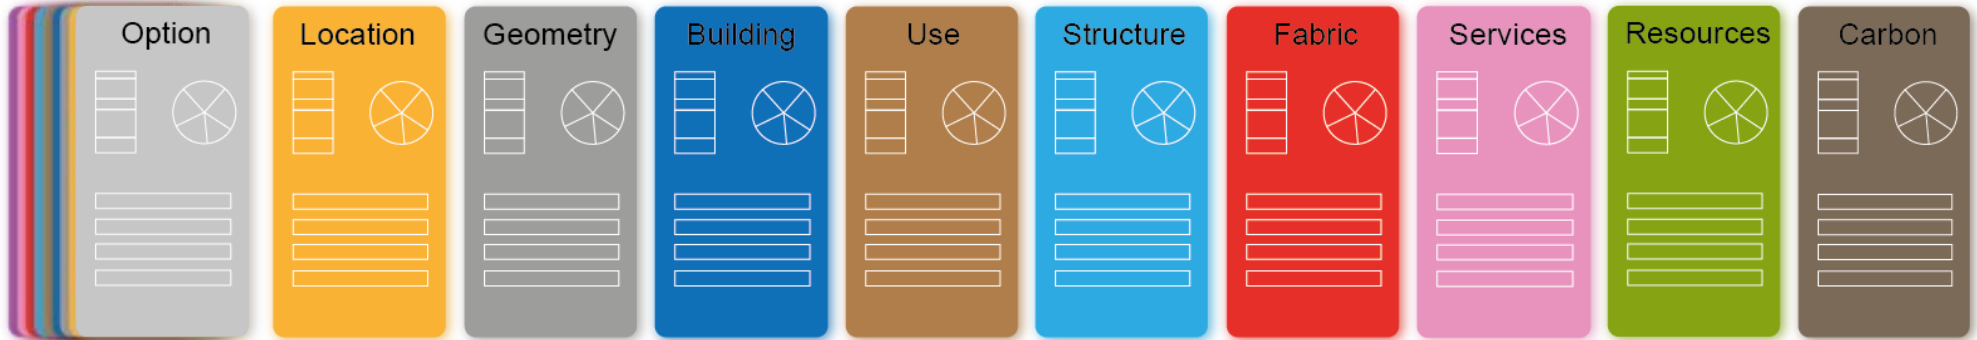 Option
Location
Geometry
Building
Use
Structure
Fabric
Services
Resources
Carbon